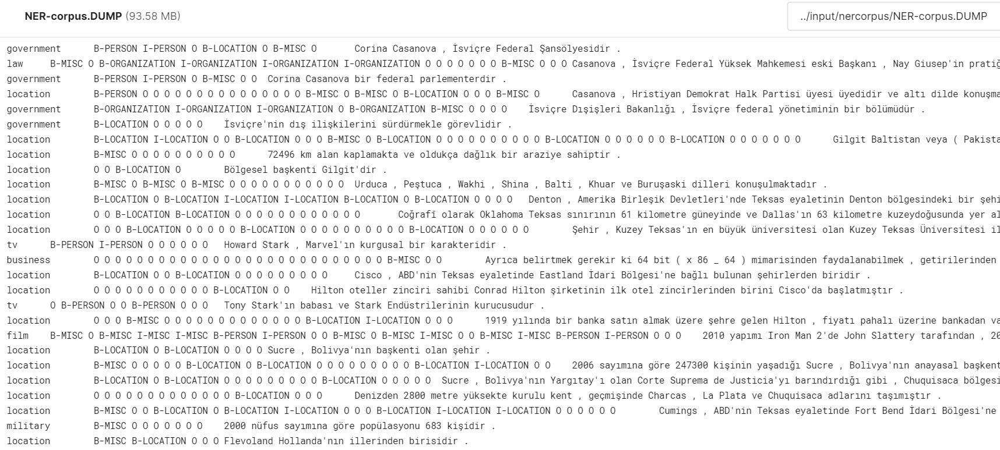 NER-corpus.DUMP (93.58 MB) ../input/nercorpus/NER-corpus.DUMP
government B-PERSON I-PERSON O B-LOCATION O B-MISC O Corina Casanova , İsviçre Federal Şansölyesidir .
law B-MISC O B-ORGANIZATION I-ORGANIZATION I-ORGANIZATION I-ORGANIZATION O O O O O O O B-MISC O O O Casanova , İsviçre Federal Yüksek Mahkemesi eski Başkanı , Nay Giusep'in pratiğ
government B-PERSON I-PERSON O B-MISC O O Corina Casanova bir federal parlementerdir .
location B-PERSON O O O O O O O O O O O O O O O B-MISC O B-MISC O B-LOCATION O O O B-MISC O Casanova , Hristiyan Demokrat Halk Partisi üyesi üyedidir ve altı dilde konuşma
government B-ORGANIZATION I-ORGANIZATION I-ORGANIZATION O B-ORGANIZATION B-MISC O O O O İsviçre Dışişleri Bakanlığı , İsviçre federal yönetiminin bir bölümüdür .
government B-LOCATION O O O O O İsviçre'nin dış ilişkilerini sürdürmekle görevlidir .
location B-LOCATION I-LOCATION O O B-LOCATION O O O B-MISC O B-LOCATION O O O O O O O O O O B-LOCATION O O O O O O B-LOCATION O O O O O O O Gilgit Baltistan veya ( Pakista
location B-MISC O O O O O O O O O O 72496 km alan kaplamakta ve oldukça dağlık bir araziye sahiptir .
location O O B-LOCATION O Bölgesel başkenti Gilgit'dir .
location B-MISC O B-MISC O B-MISC O O O O O O O O O O O Urduca , Peştuca , Wakhi , Shina , Balti , Khuar ve Buruşaski dilleri konuşulmaktadır .
location B-LOCATION O B-LOCATION I-LOCATION I-LOCATION B-LOCATION O B-LOCATION O O O O Denton , Amerika Birleşik Devletleri'nde Teksas eyaletinin Denton bölgesindeki bir şehi
location O O B-LOCATION B-LOCATION O O O O O O O O O O O O Coğrafî olarak Oklahoma Teksas sınırının 61 kilometre güneyinde ve Dallas'ın 63 kilometre kuzeydoğusunda yer al
location O O O B-LOCATION O O O O O B-LOCATION O O O O O O O O O O B-LOCATION O O O O O O Şehir , Kuzey Teksas'ın en büyük üniversitesi olan Kuzey Teksas Üniversitesi il
tv B-PERSON I-PERSON O O O O O O Howard Stark , Marvel'ın kurgusal bir karakteridir .
business O O O O O O O O O O O O O O O O O O O O O O O O O O O B-MISC O O Ayrıca belirtmek gerekir ki 64 bit ( x 86 _ 64 ) mimarisinden faydalanabilmek , getirilerinden
location B-LOCATION O O B-LOCATION O O O O O O O O O Cisco , ABD'nin Teksas eyaletinde Eastland İdari Bölgesi'ne bağlı bulunan şehirlerden biridir .
location O O O O O O O O O O O B-LOCATION O O Hilton oteller zinciri sahibi Conrad Hilton şirketinin ilk otel zincirlerinden birini Cisco'da başlatmıştır .
tv O B-PERSON O O B-PERSON O O O Tony Stark'ın babası ve Stark Endüstrilerinin kurucusudur .
location O O O B-MISC O O O O O O O O O O O O O B-LOCATION I-LOCATION O O O 1919 yılında bir banka satın almak üzere şehre gelen Hilton , fiyatı pahalı üzerine bankadan va
film B-MISC O B-MISC I-MISC I-MISC B-PERSON I-PERSON O O B-MISC O B-MISC I-MISC O O B-MISC I-MISC B-PERSON I-PERSON O O O 2010 yapımı Iron Man 2'de John Slattery tarafından , 20
location B-LOCATION O B-LOCATION O O O O Sucre , Bolivya'nın başkenti olan şehir .
location B-MISC O O O O O B-LOCATION O B-LOCATION O O O O O O O O O B-LOCATION I-LOCATION O O 2006 sayımına göre 247300 kişinin yaşadığı Sucre , Bolivya'nın anayasal başkent
location B-LOCATION O B-LOCATION O O O O O O O O O B-LOCATION O O O O O Sucre , Bolivya'nın Yargıtay'ı olan Corte Suprema de Justicia'yı barındırdığı gibi , Chuquisaca bölgesi
location O O O O O O O O O O O O O B-LOCATION O O O Denizden 2800 metre yüksekte kurulu kent , geçmişinde Charcas , La Plata ve Chuquisaca adlarını taşımıştır .
location B-MISC O O B-LOCATION O B-LOCATION I-LOCATION O O O B-LOCATION I-LOCATION I-LOCATION O O O O O O Cumings , ABD'nin Teksas eyaletinde Fort Bend İdari Bölgesi'ne
military B-MISC O O O O O O O 2000 nüfus sayımına göre popülasyonu 683 kişidir .
location B-MISC B-LOCATION O O O Flevoland Hollanda'nın illerinden birisidir .